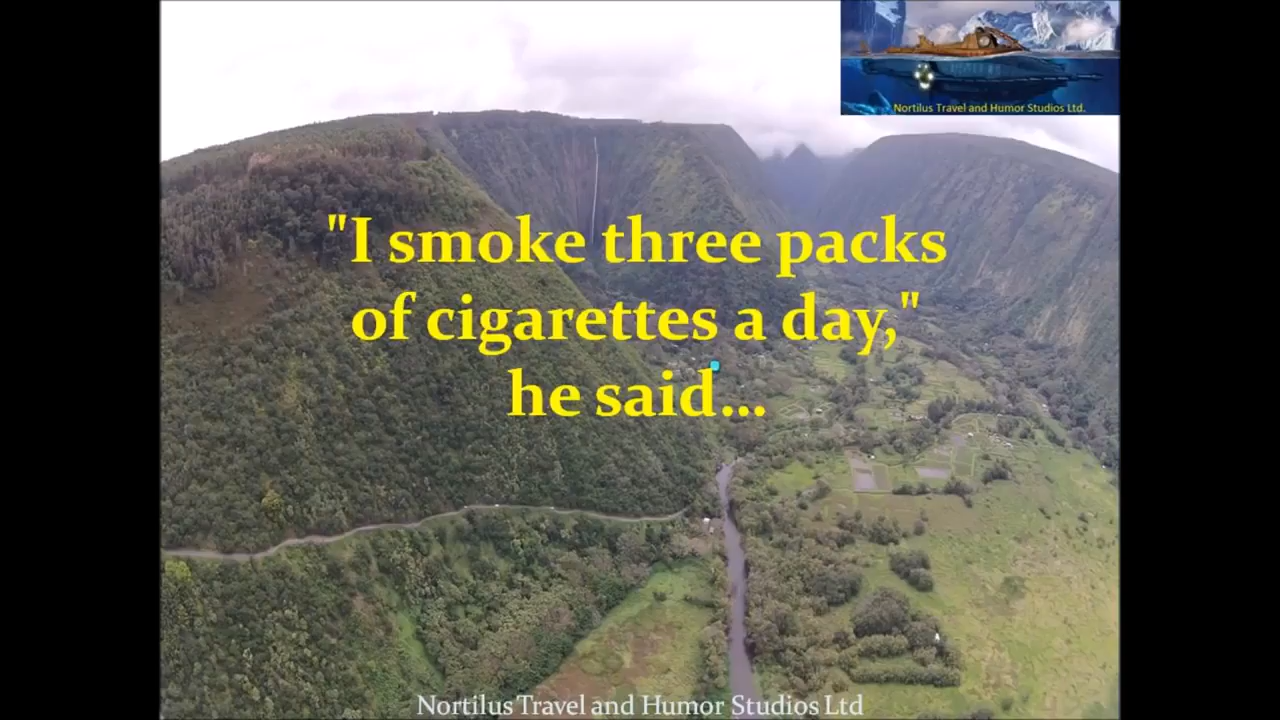 Nortilus Travel and Humor Studios Ltd.
"I smoke three packs
of cigarettes a day,"
he said...
Nortilus Travel and Humor Studios Ltd